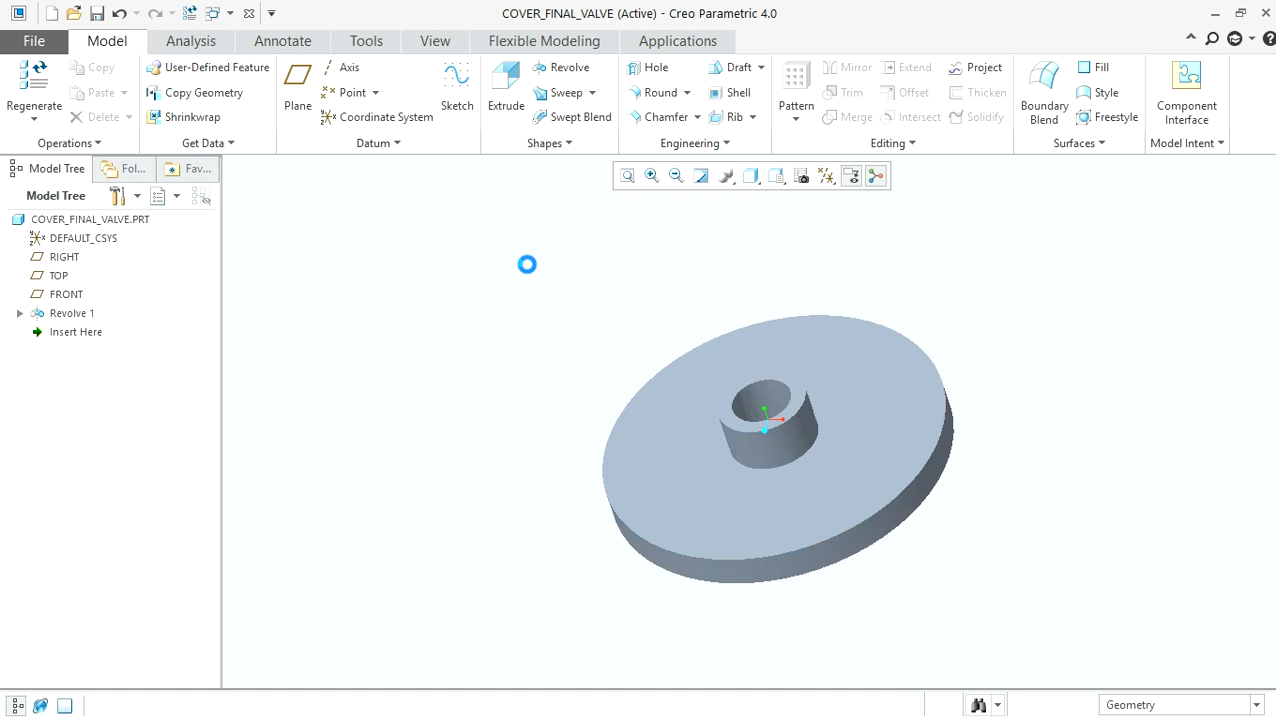 COVER_FINAL_VALVE (Active) - Creo Parametric 4.0
File Model Analysis Annotate Tools View Flexible Modeling Applications
Regenerate
Copy
Paste
Delete
Operations
User-Defined Feature
Copy Geometry
Shrinkwrap
Get Data
Plane
Axis
Point
Coordinate System
Sketch
Datum
Extrude
Revolve
Sweep
Swept Blend
Shapes
Hole
Round
Chamfer
Draft
Shell
Rib
Engineering
Pattern
Mirror
Trim
Merge
Extend
Offset
Intersect
Project
Thicken
Solidify
Editing
Boundary
Blend
Fill
Style
Freestyle
Surfaces
Component
Interface
Model Intent
Model Tree Fol... Fav...
Model Tree
COVER_FINAL_VALVE.PRT
DEFAULT_CSYS
RIGHT
TOP
FRONT
Revolve 1
Insert Here
Geometry